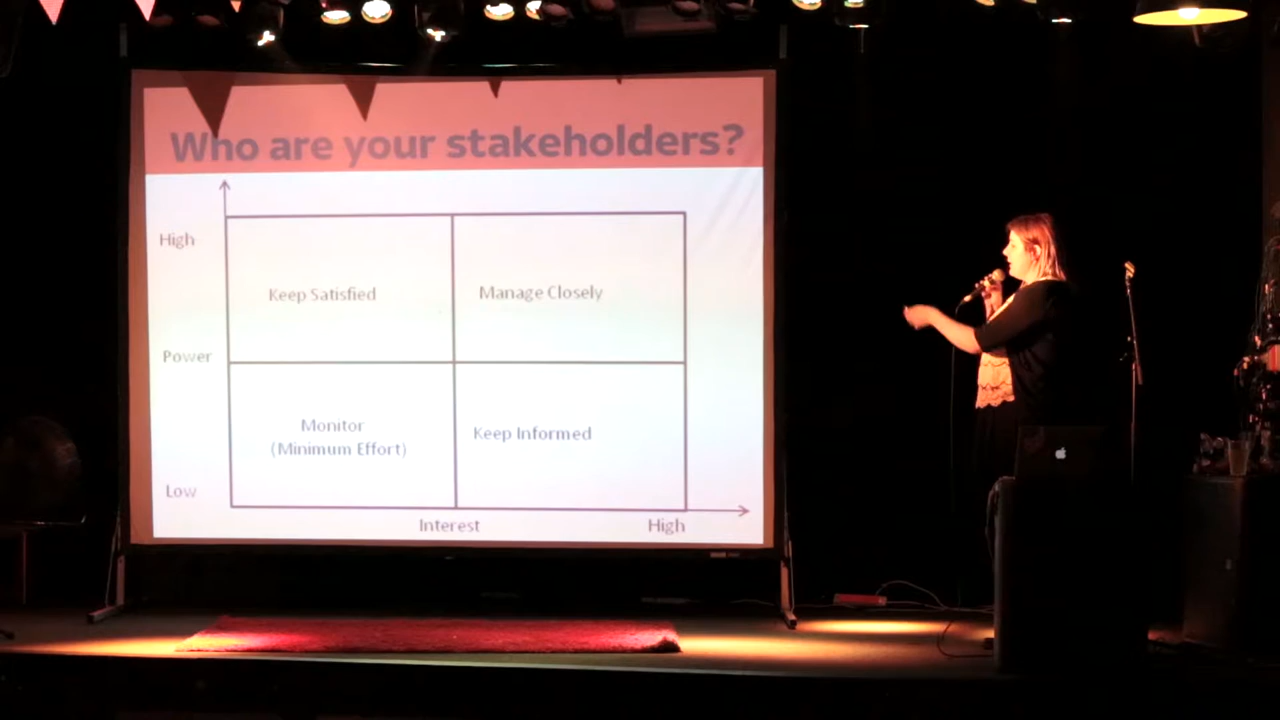 Who are your stakeholders?
High
Keep Satisfied
Manage Closely
Power
Monitor
(Minimum Effort)
Keep Informed
Low
Interest
High